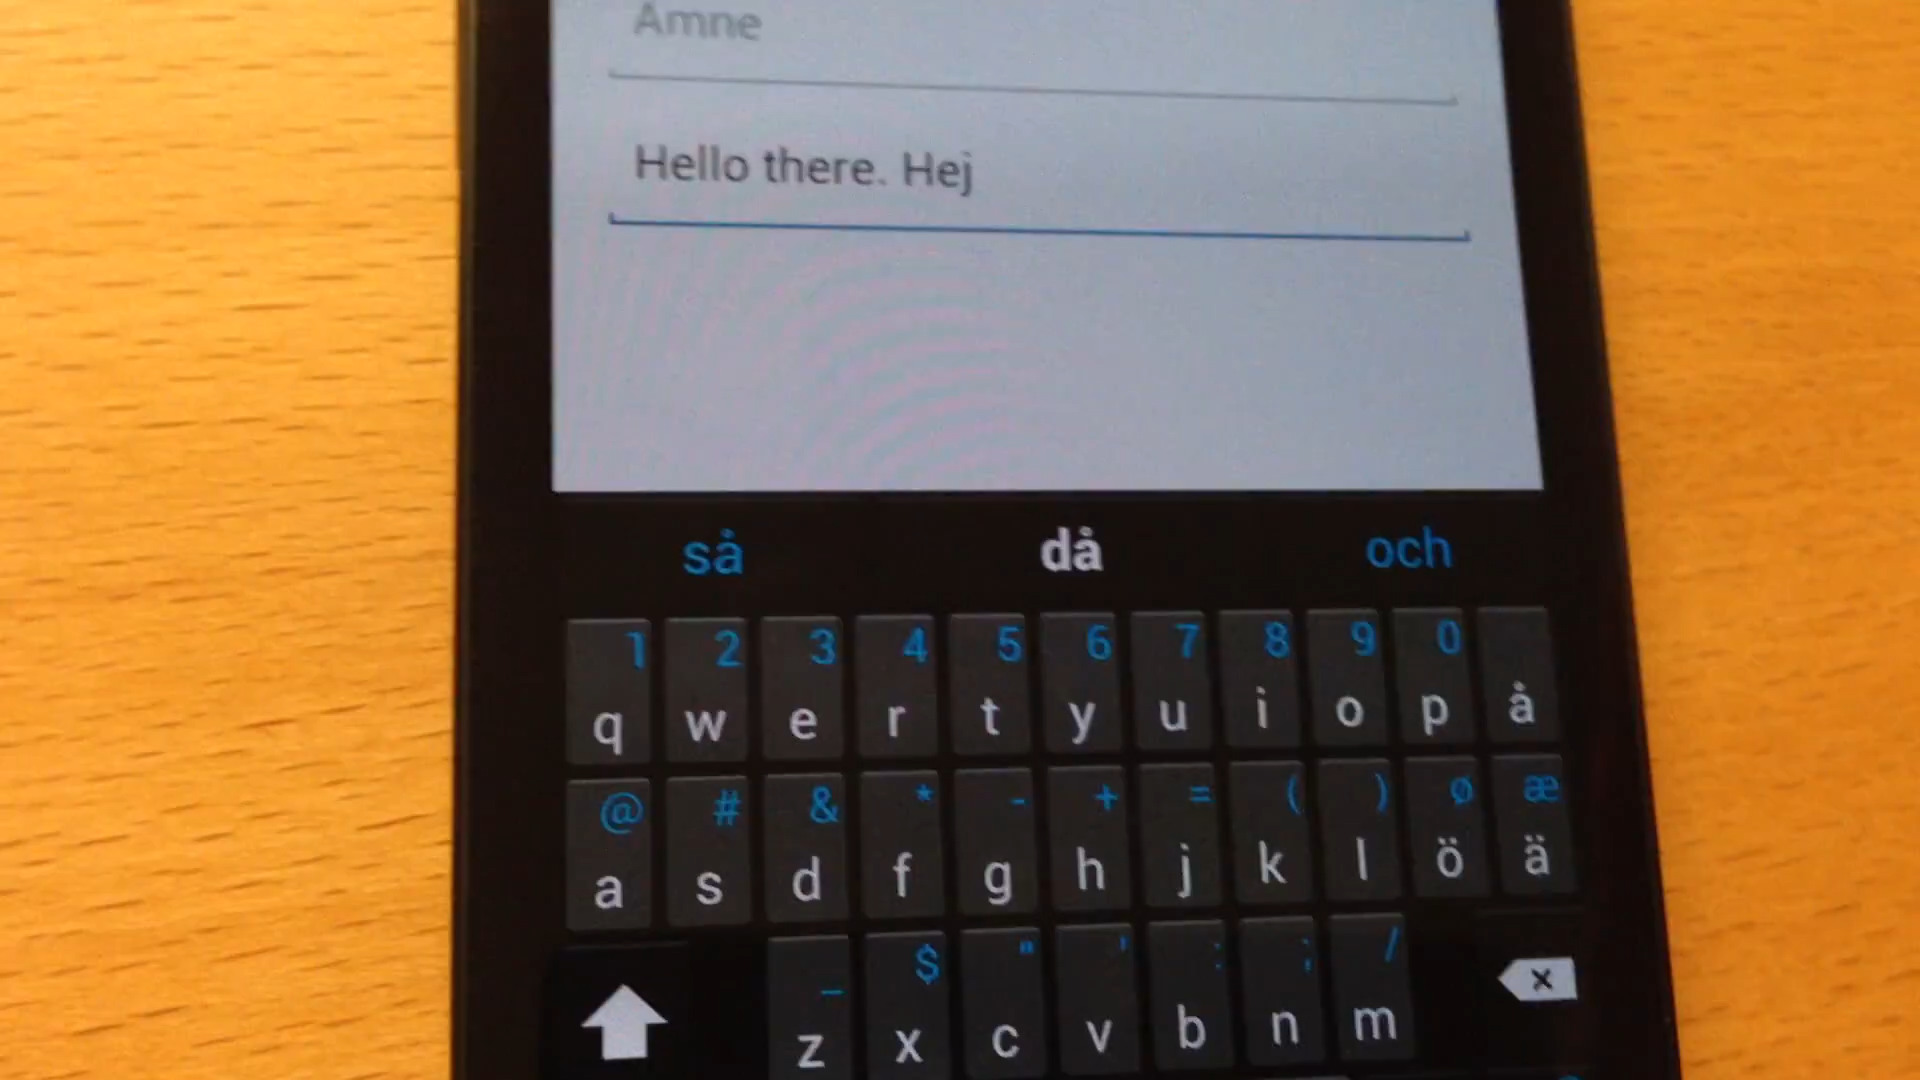 Ämne
Hello there. Hej
så då och
1 2 3 4 5 6 7 8 9 0
q w e r t y u i o p å
@ # & * - + = ( ) ø æ
a s d f g h j k l ö ä
_ $ " ' : ; /
z x c v b n m